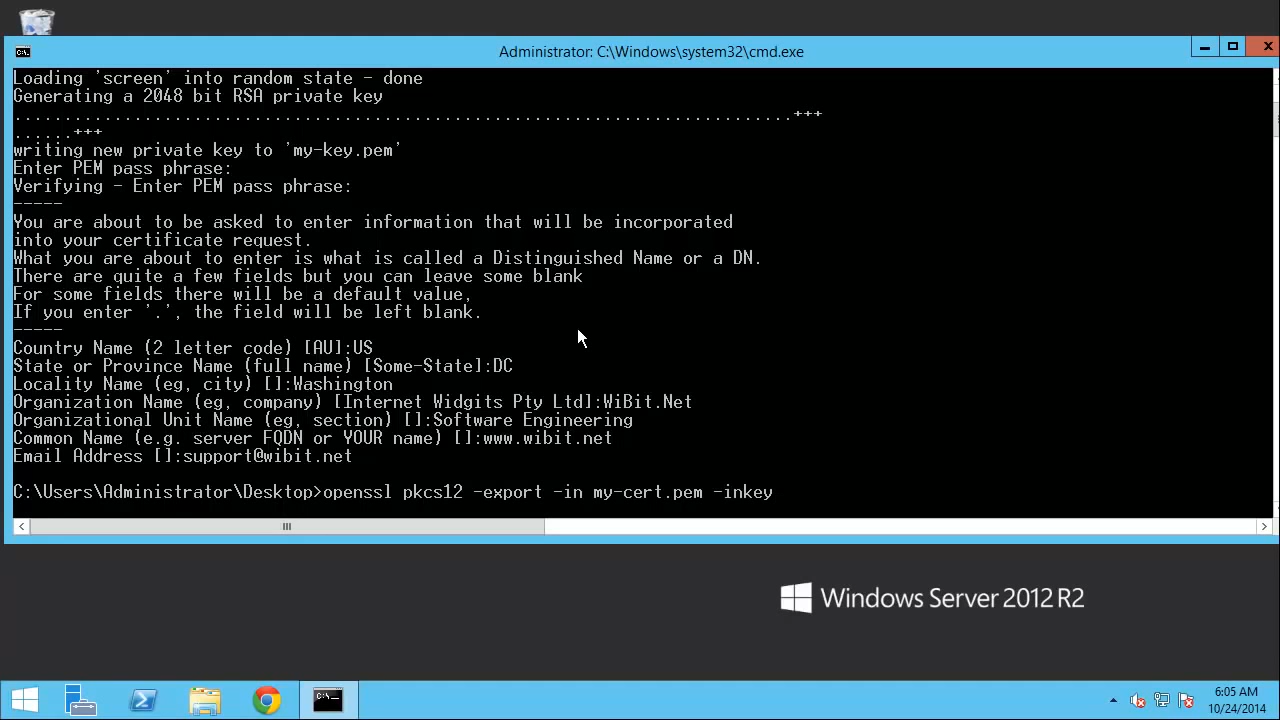 Administrator: C:\Windows\system32\cmd.exe
Loading 'screen' into random state - done
Generating a 2048 bit RSA private key
..............................................................................+++
......+++
writing new private key to 'my-key.pem'
Enter PEM pass phrase:
Verifying - Enter PEM pass phrase:
-----
You are about to be asked to enter information that will be incorporated
into your certificate request.
What you are about to enter is what is called a Distinguished Name or a DN.
There are quite a few fields but you can leave some blank
For some fields there will be a default value,
If you enter '.', the field will be left blank.
-----
Country Name (2 letter code) [AU]:US
State or Province Name (full name) [Some-State]:DC
Locality Name (eg, city) []:Washington
Organization Name (eg, company) [Internet Widgits Pty Ltd]:WiBit.Net
Organizational Unit Name (eg, section) []:Software Engineering
Common Name (e.g. server FQDN or YOUR name) []:www.wibit.net
Email Address []:support@wibit.net
C:\Users\Administrator\Desktop>openssl pkcs12 -export -in my-cert.pem -inkey
Windows Server 2012 R2
6:05 AM
10/24/2014